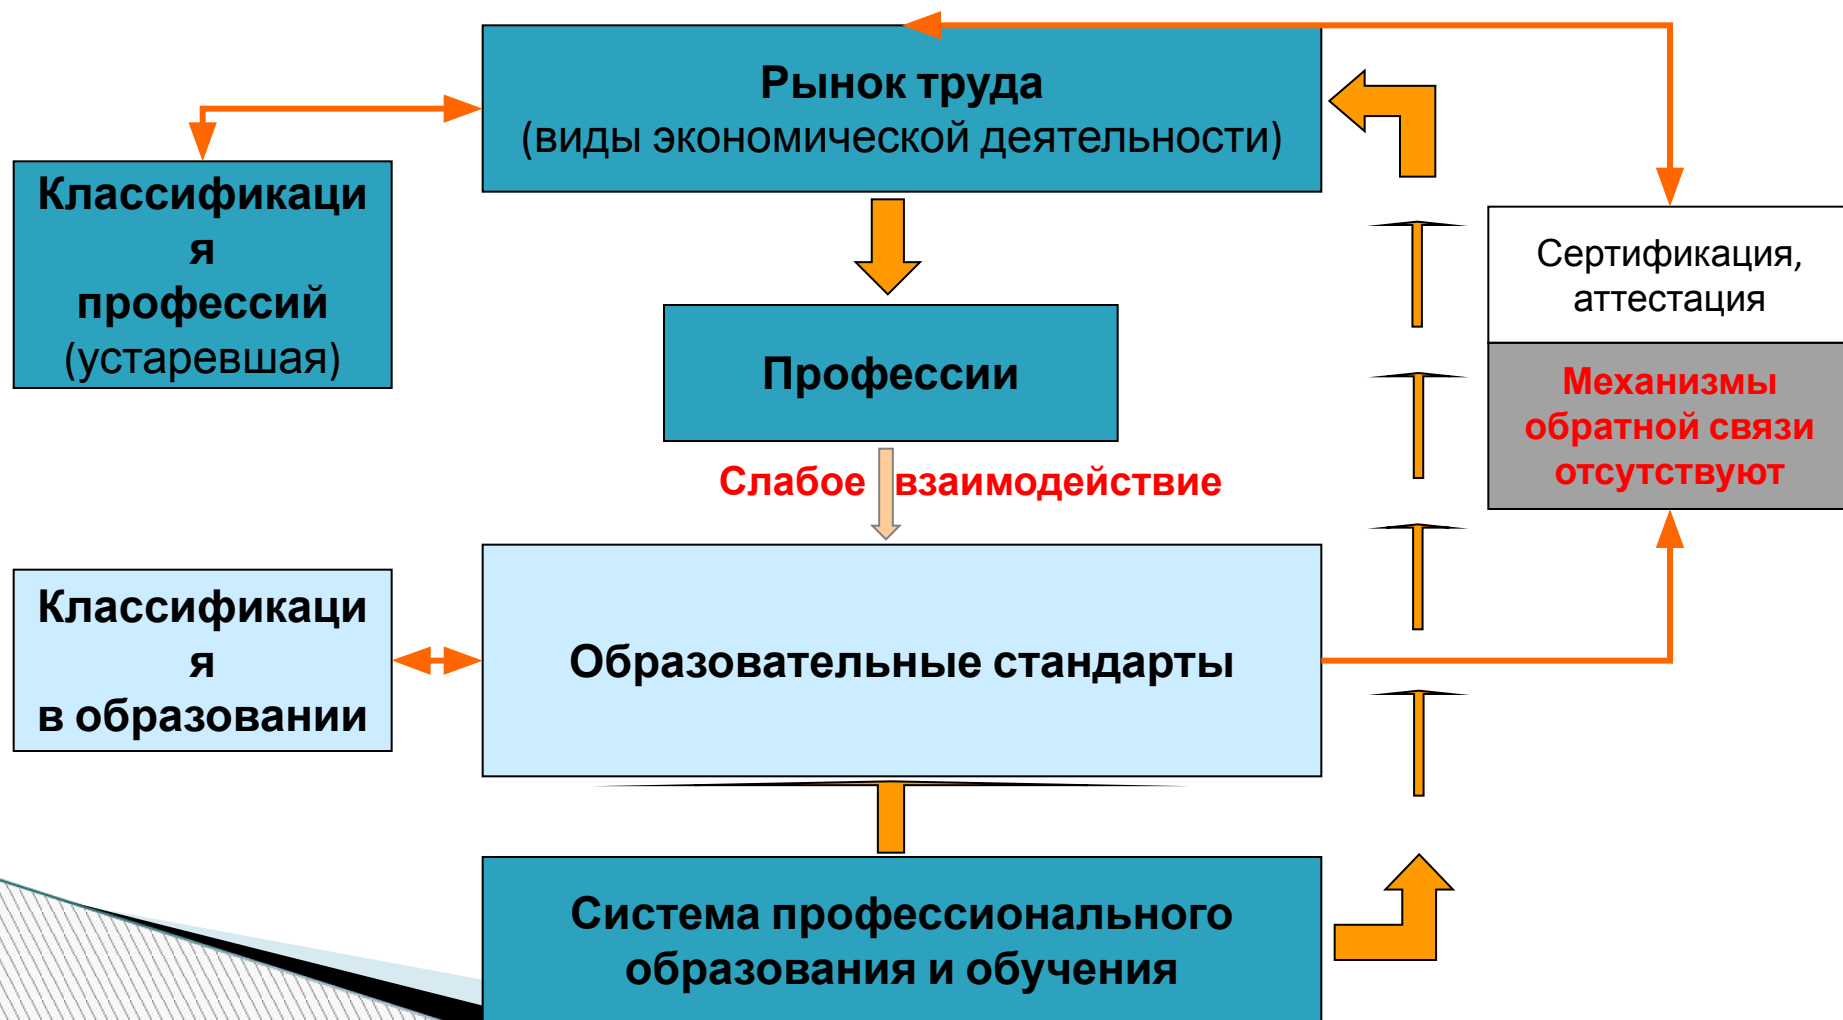 Рынок труда
(виды экономической деятельности)
Классификаци
я
профессий
(устаревшая)
Сертификация,
аттестация
Профессии
Механизмы
обратной связи
отсутствуют
Слабое взаимодействие
Классификаци
я
в образовании
Образовательные стандарты
Система профессионального
образования и обучения